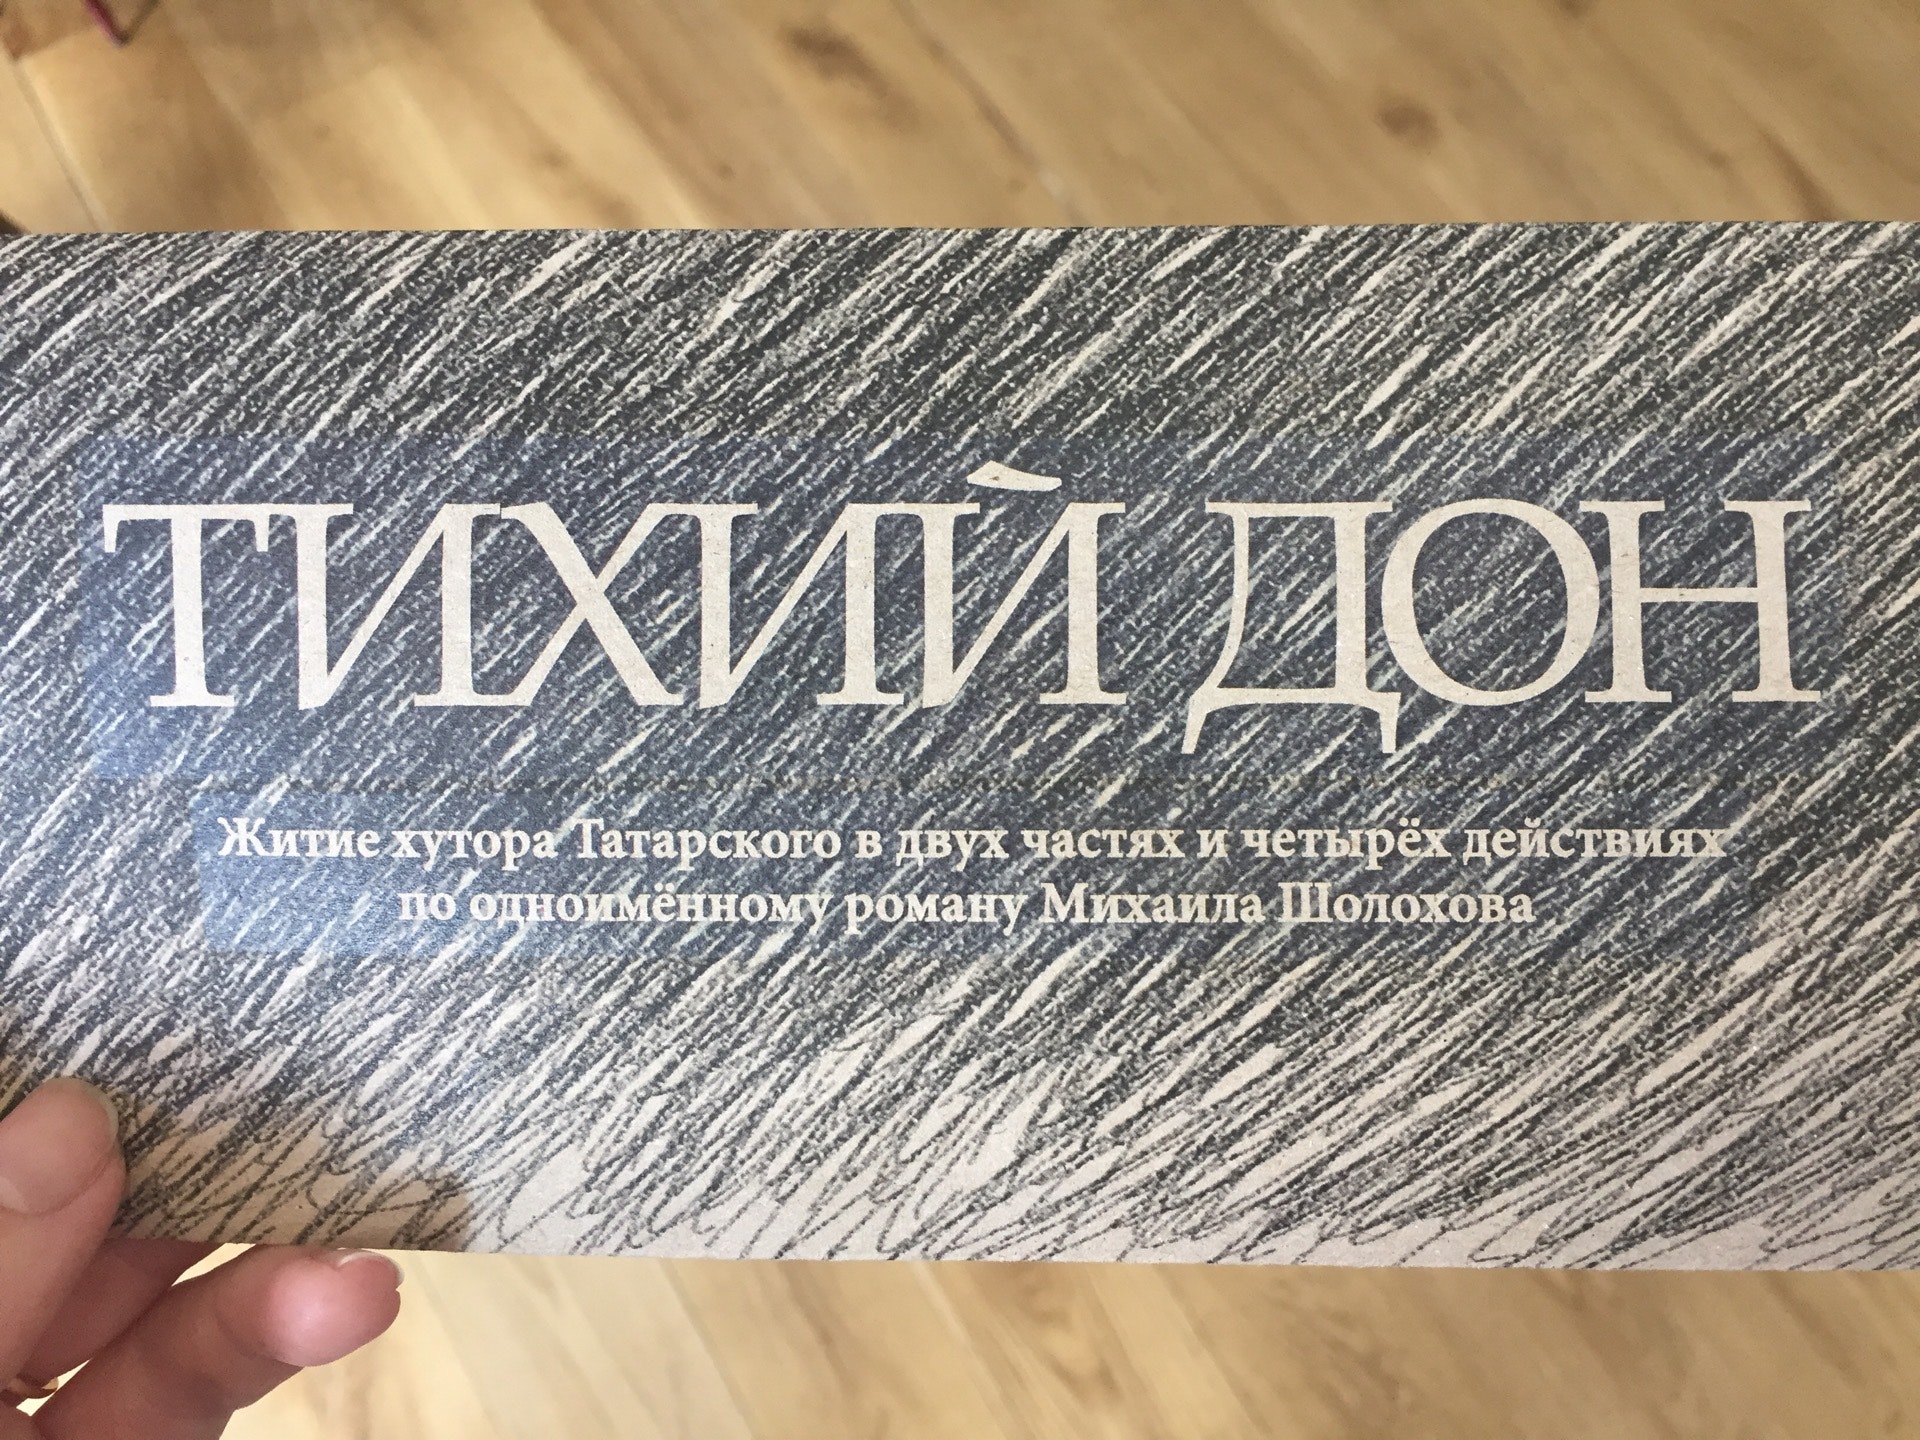 ТИХИЙ ДОН
Житие хутора Татарского в двух частях и четырёх действиях
по одноимённому роману Михаила Шолохова